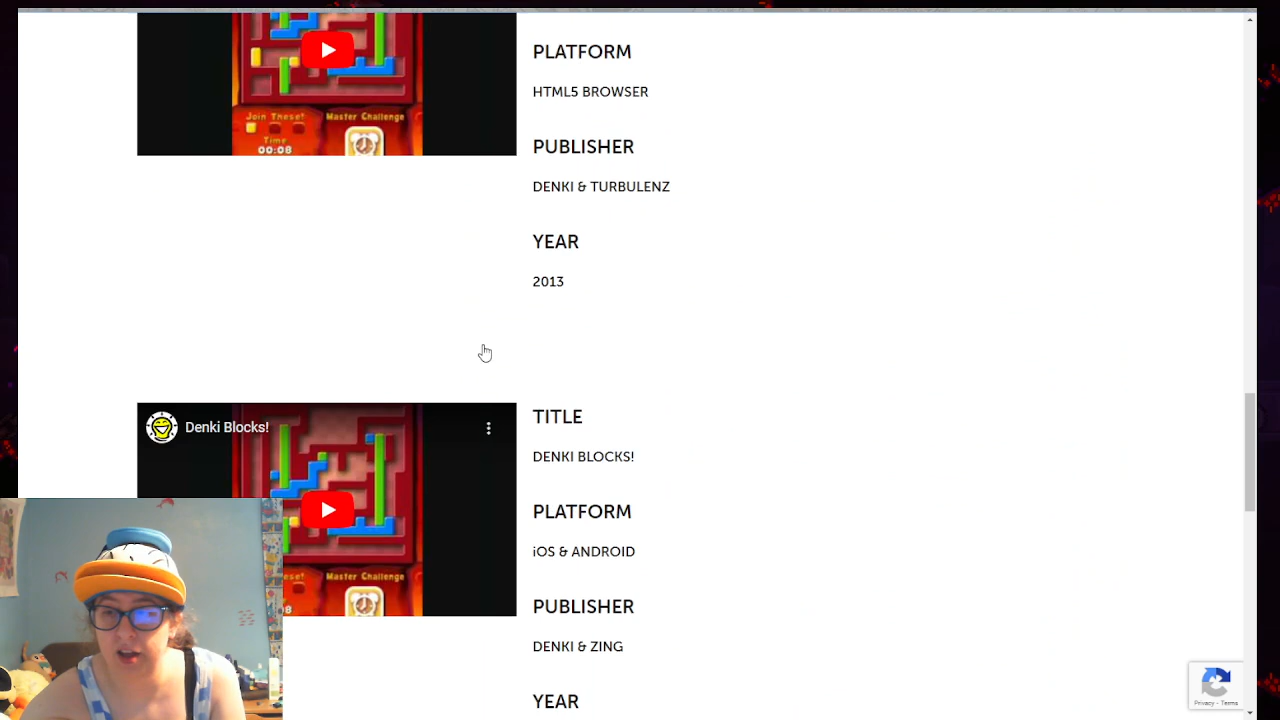 PLATFORM
HTML5 BROWSER
Join These! Master Challenge
Time
00:08
PUBLISHER
DENKI & TURBULENZ
YEAR
2013
Denki Blocks!
TITLE
DENKI BLOCKS!
PLATFORM
iOS & ANDROID
Master Challenge
PUBLISHER
DENKI & ZING
YEAR
Privacy - Terms